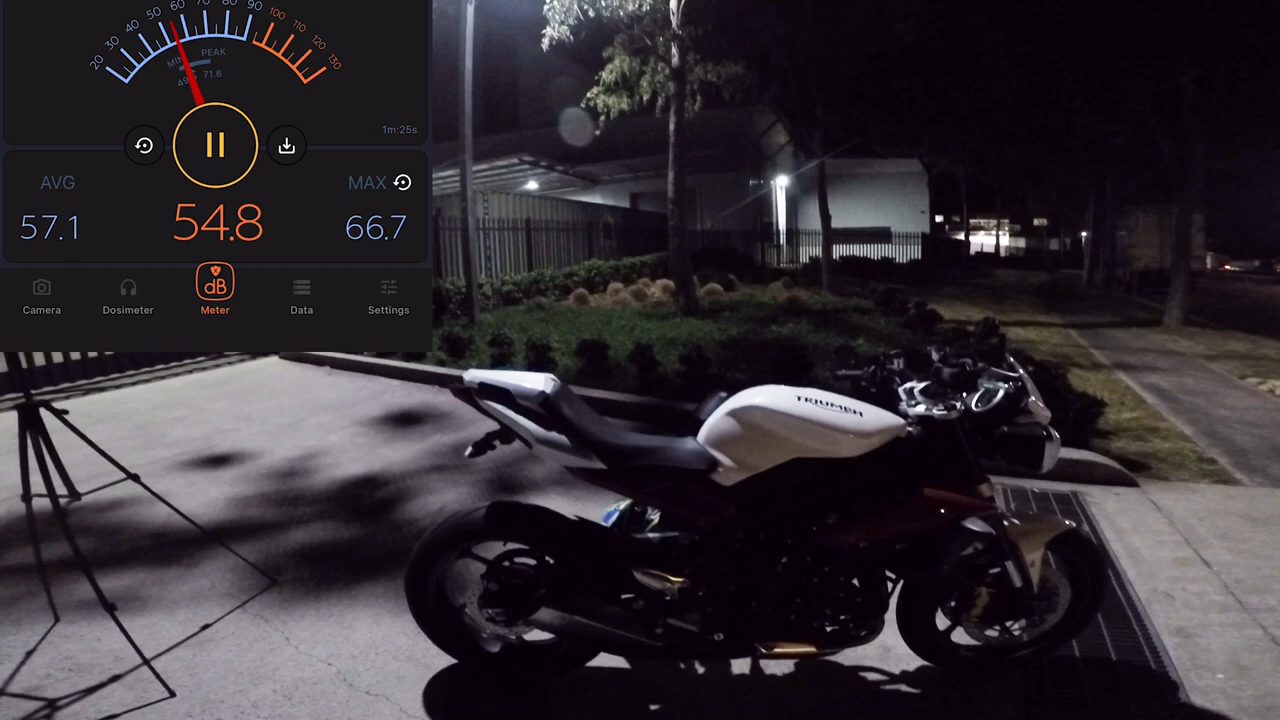 20 30 40 50 60 70 80 90 100 110 120 130
MIN PEAK
71.6
1m:25s
AVG MAX
57.1 54.8 66.7
dB
Camera Dosimeter Meter Data Settings
TRIUMPH